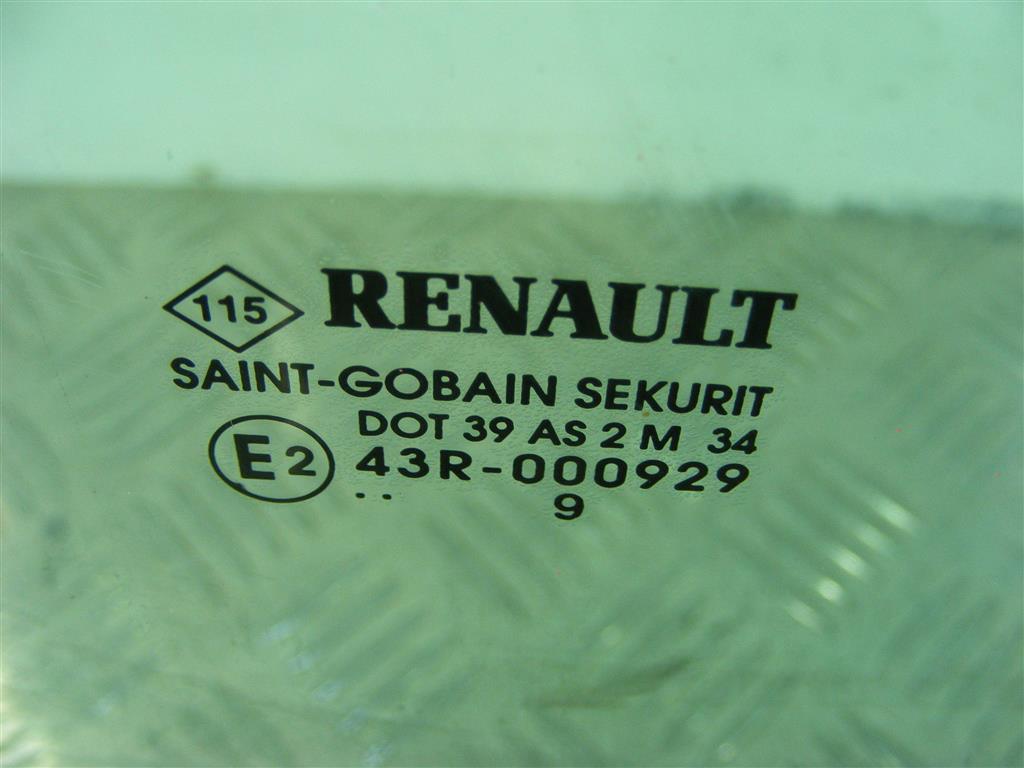 115 RENAULT
SAINT-GOBAIN SEKURIT
DOT 39 AS 2 M 34
E2 43R-000929
.. 9